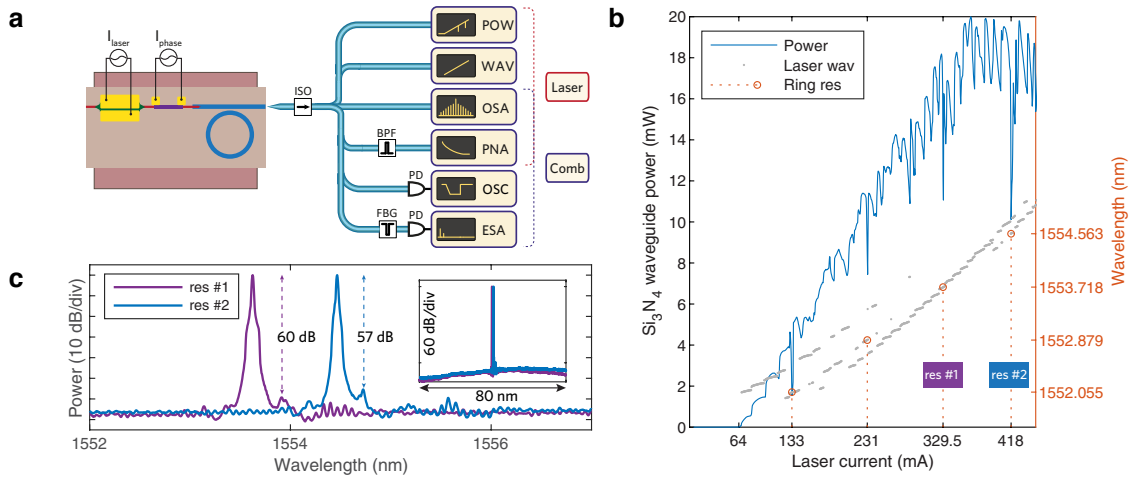 a
I laser
I phase
ISO
BPF
PD
FBG
PD
POW
WAV
OSA
PNA
OSC
ESA
Laser
Comb
b
Power
Laser wav
Ring res
Si3N4 waveguide power (mW)
20
18
16
14
12
10
8
6
4
2
0
64
133
231
329.5
418
Laser current (mA)
res #1
res #2
1554.563
1553.718
1552.879
1552.055
Wavelength (nm)
c
res #1
res #2
60 dB
57 dB
60 dB/div
80 nm
Power (10 dB/div)
1552
1554
1556
Wavelength (nm)